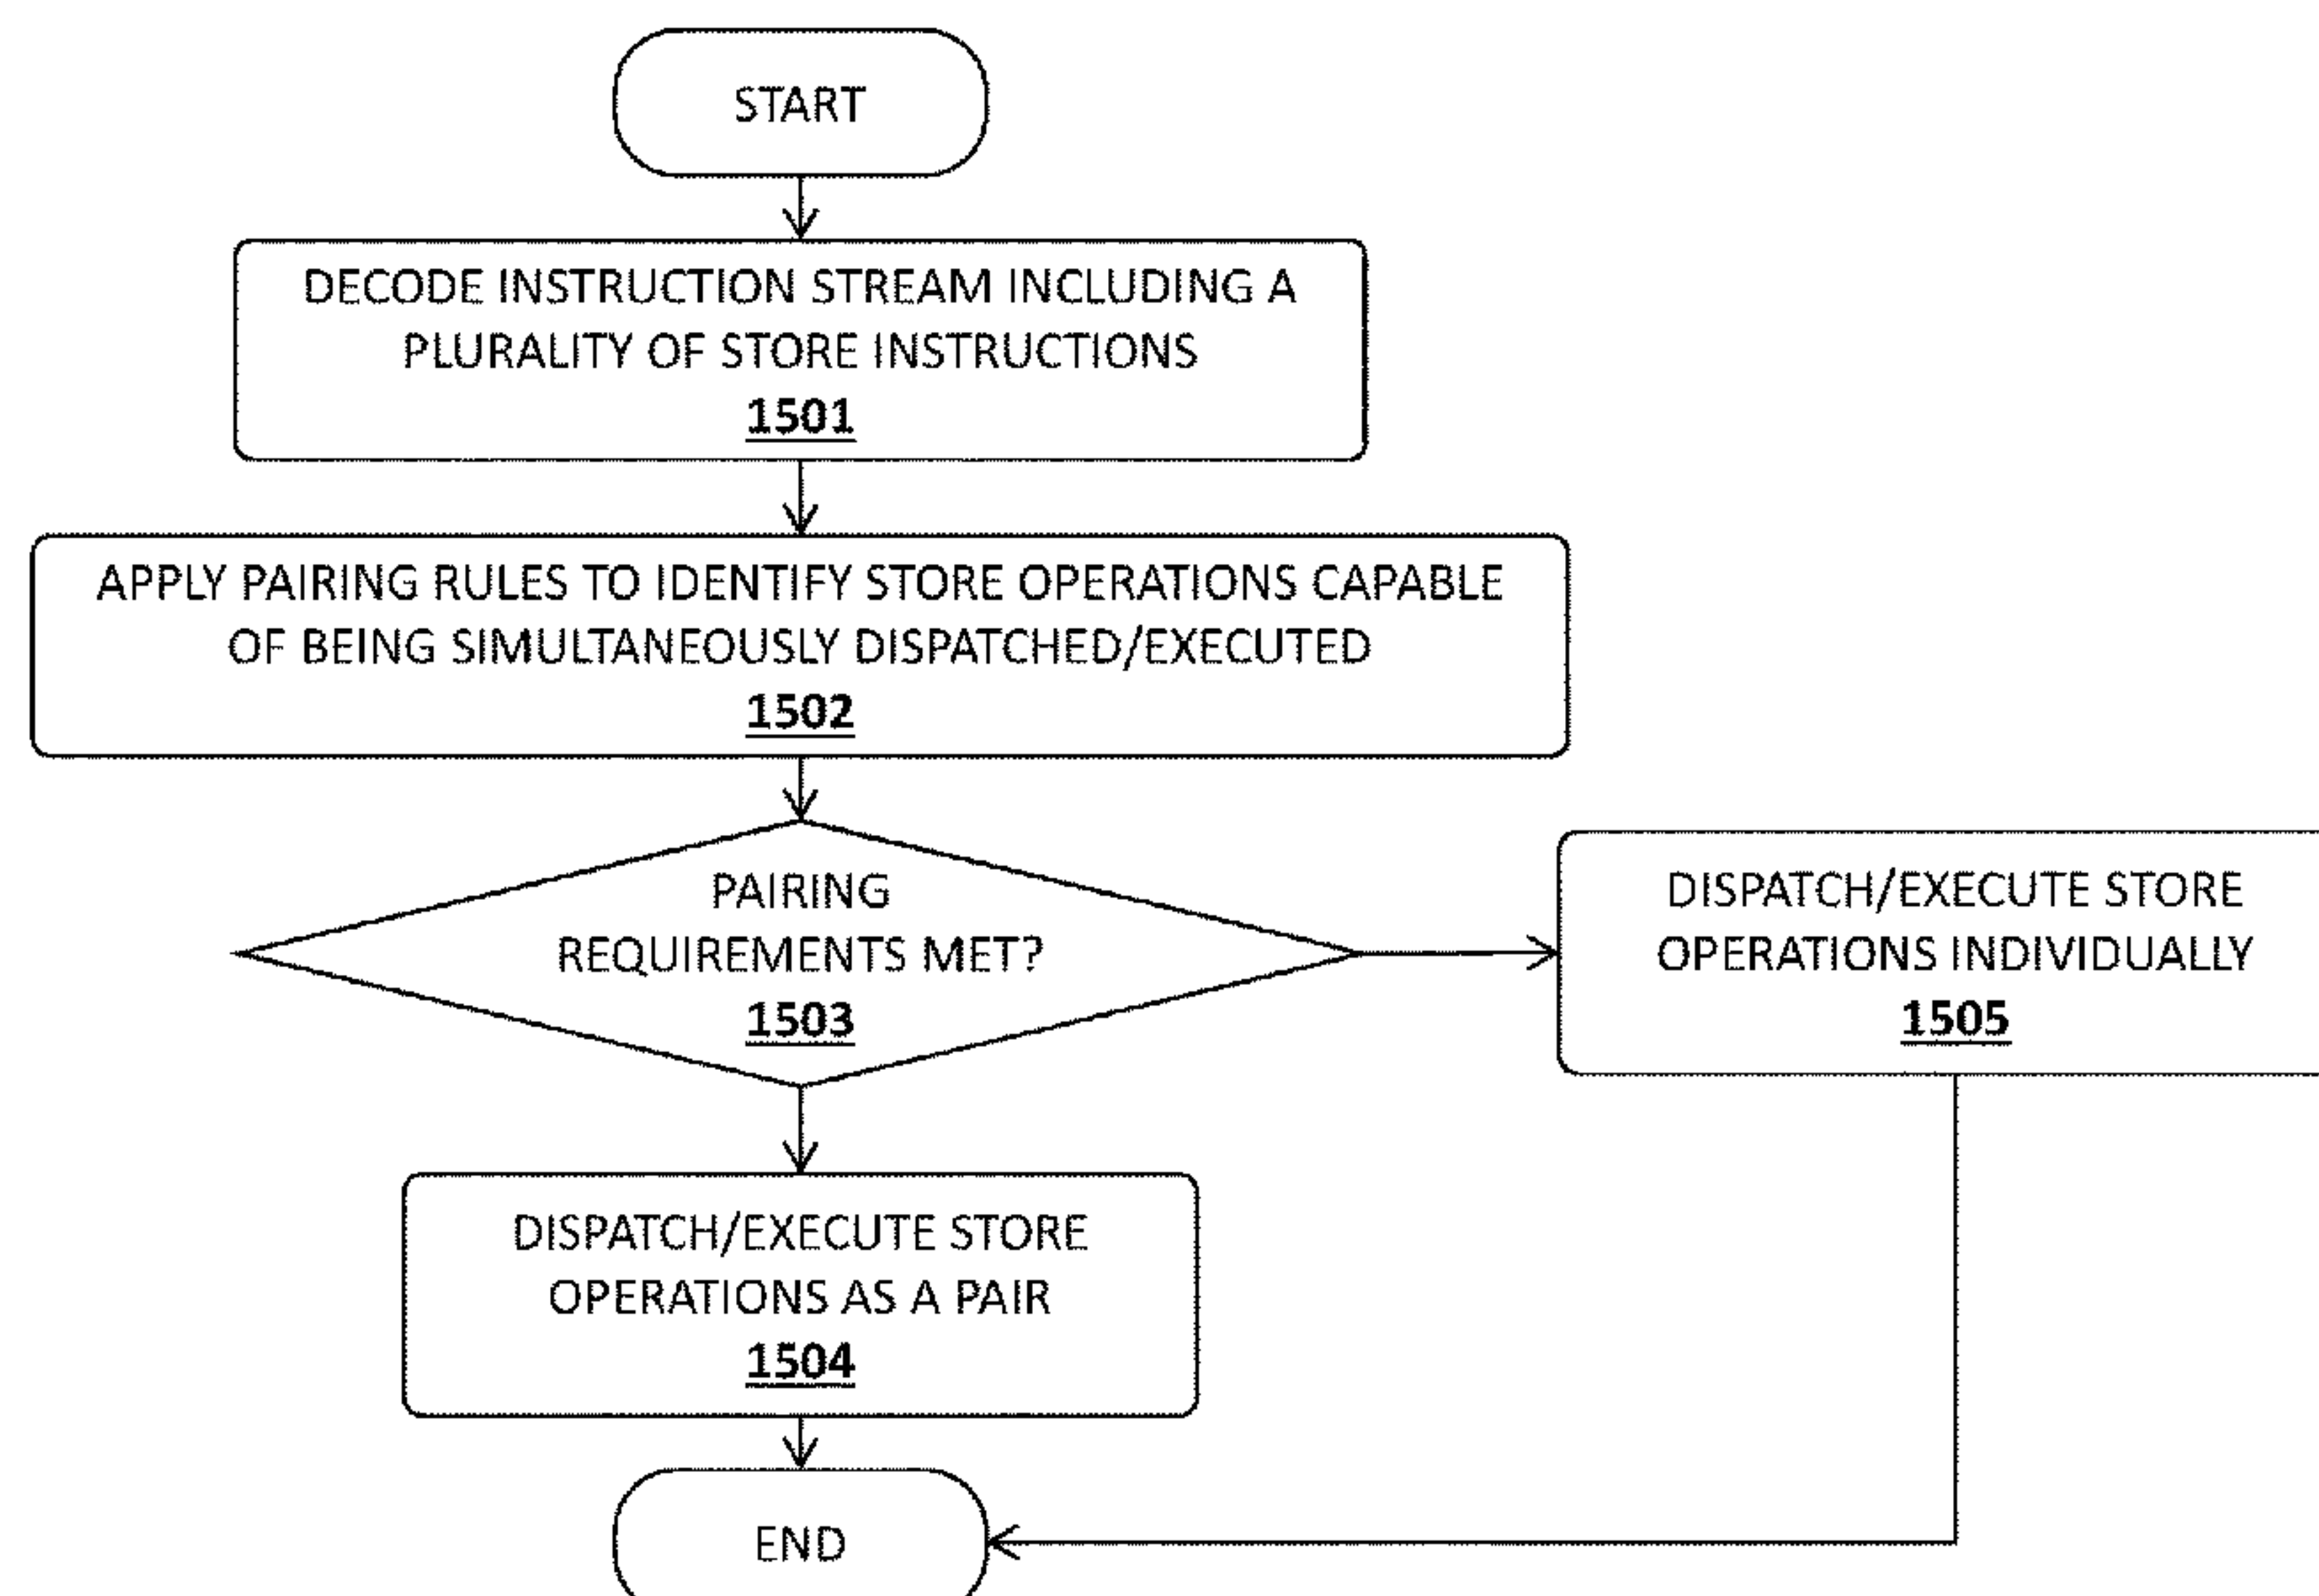 START
DECODE INSTRUCTION STREAM INCLUDING A
PLURALITY OF STORE INSTRUCTIONS
1501
APPLY PAIRING RULES TO IDENTIFY STORE OPERATIONS CAPABLE
OF BEING SIMULTANEOUSLY DISPATCHED/EXECUTED
1502
PAIRING
REQUIREMENTS MET?
1503
DISPATCH/EXECUTE STORE
OPERATIONS INDIVIDUALLY
1505
DISPATCH/EXECUTE STORE
OPERATIONS AS A PAIR
1504
END